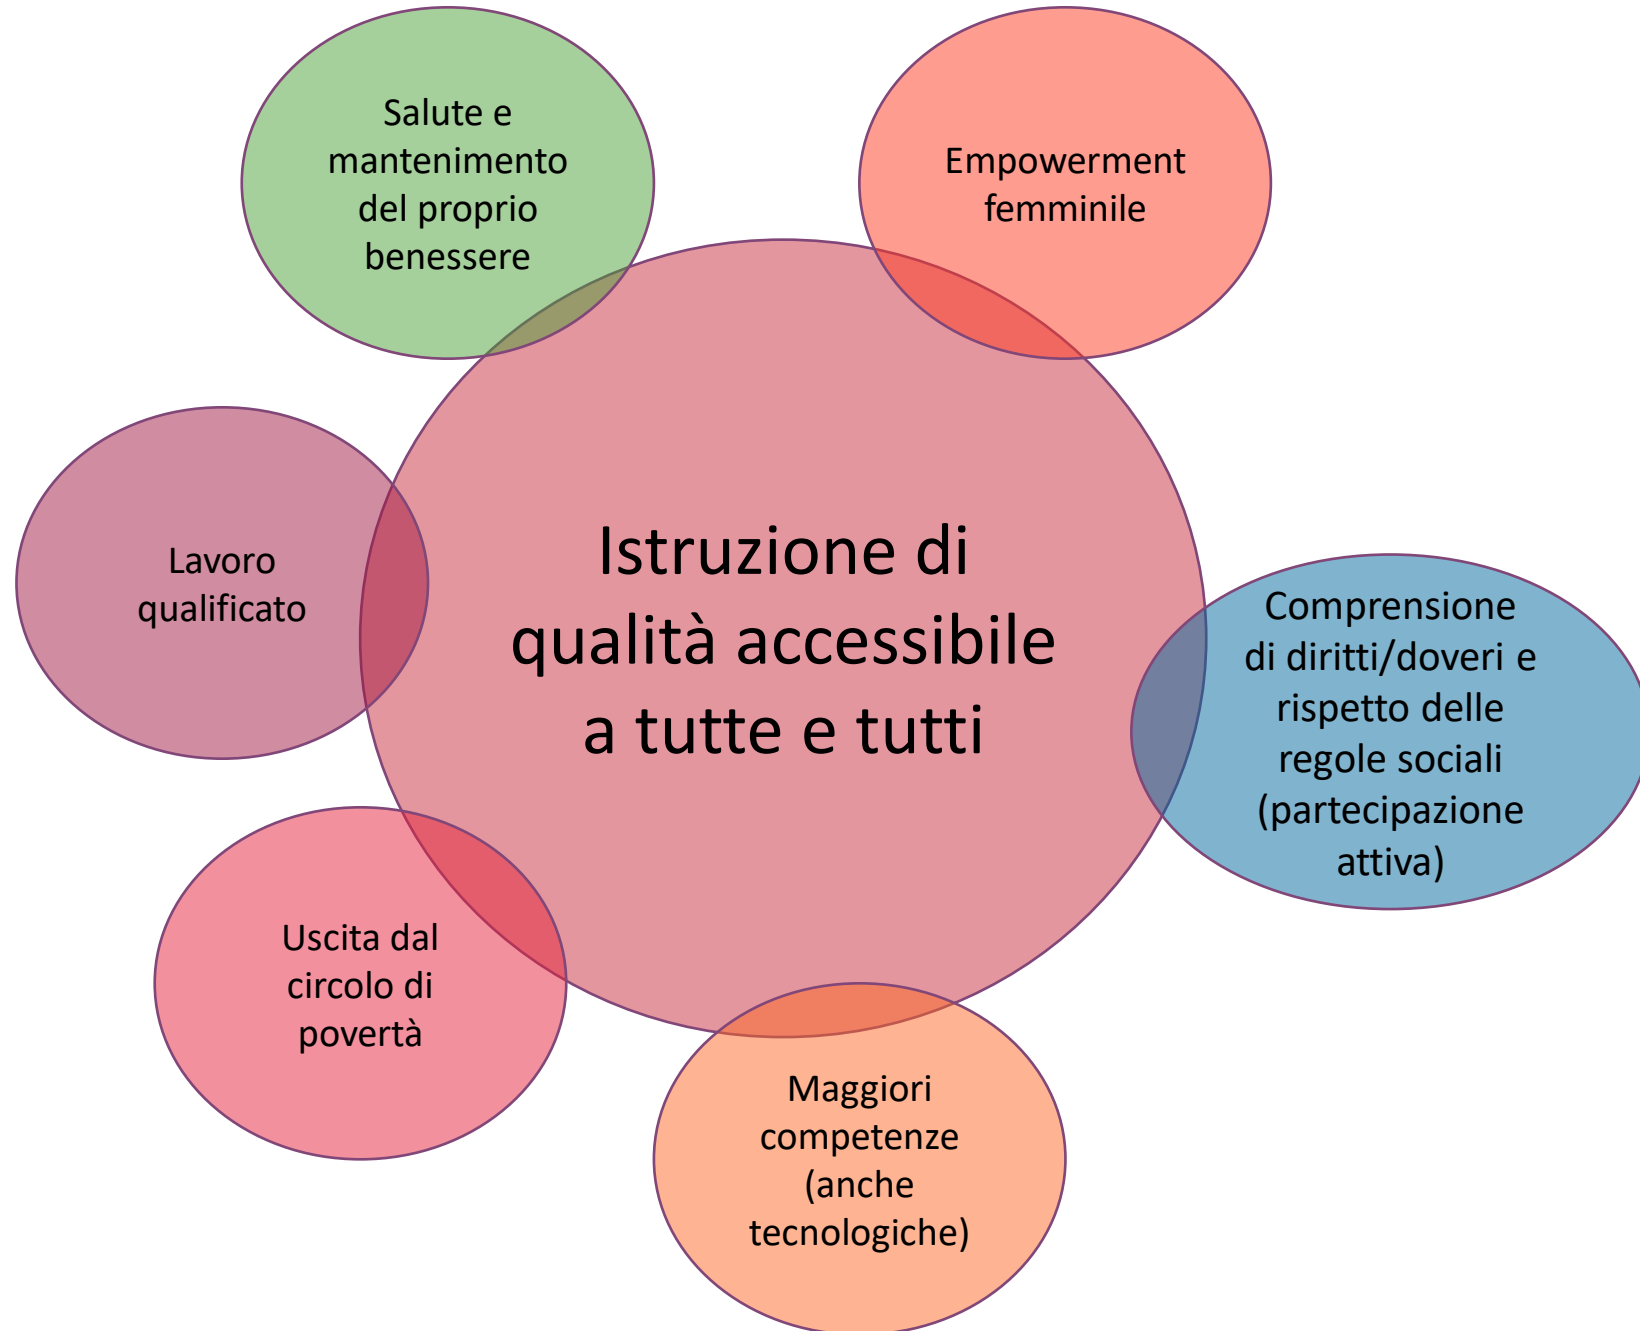 Salute e
mantenimento
del proprio
benessere
Empowerment
femminile
Lavoro
qualificato
Istruzione di
qualità accessibile
a tutte e tutti
Comprensione
di diritti/doveri e
rispetto delle
regole sociali
(partecipazione
attiva)
Uscita dal
circolo di
povertà
Maggiori
competenze
(anche
tecnologiche)